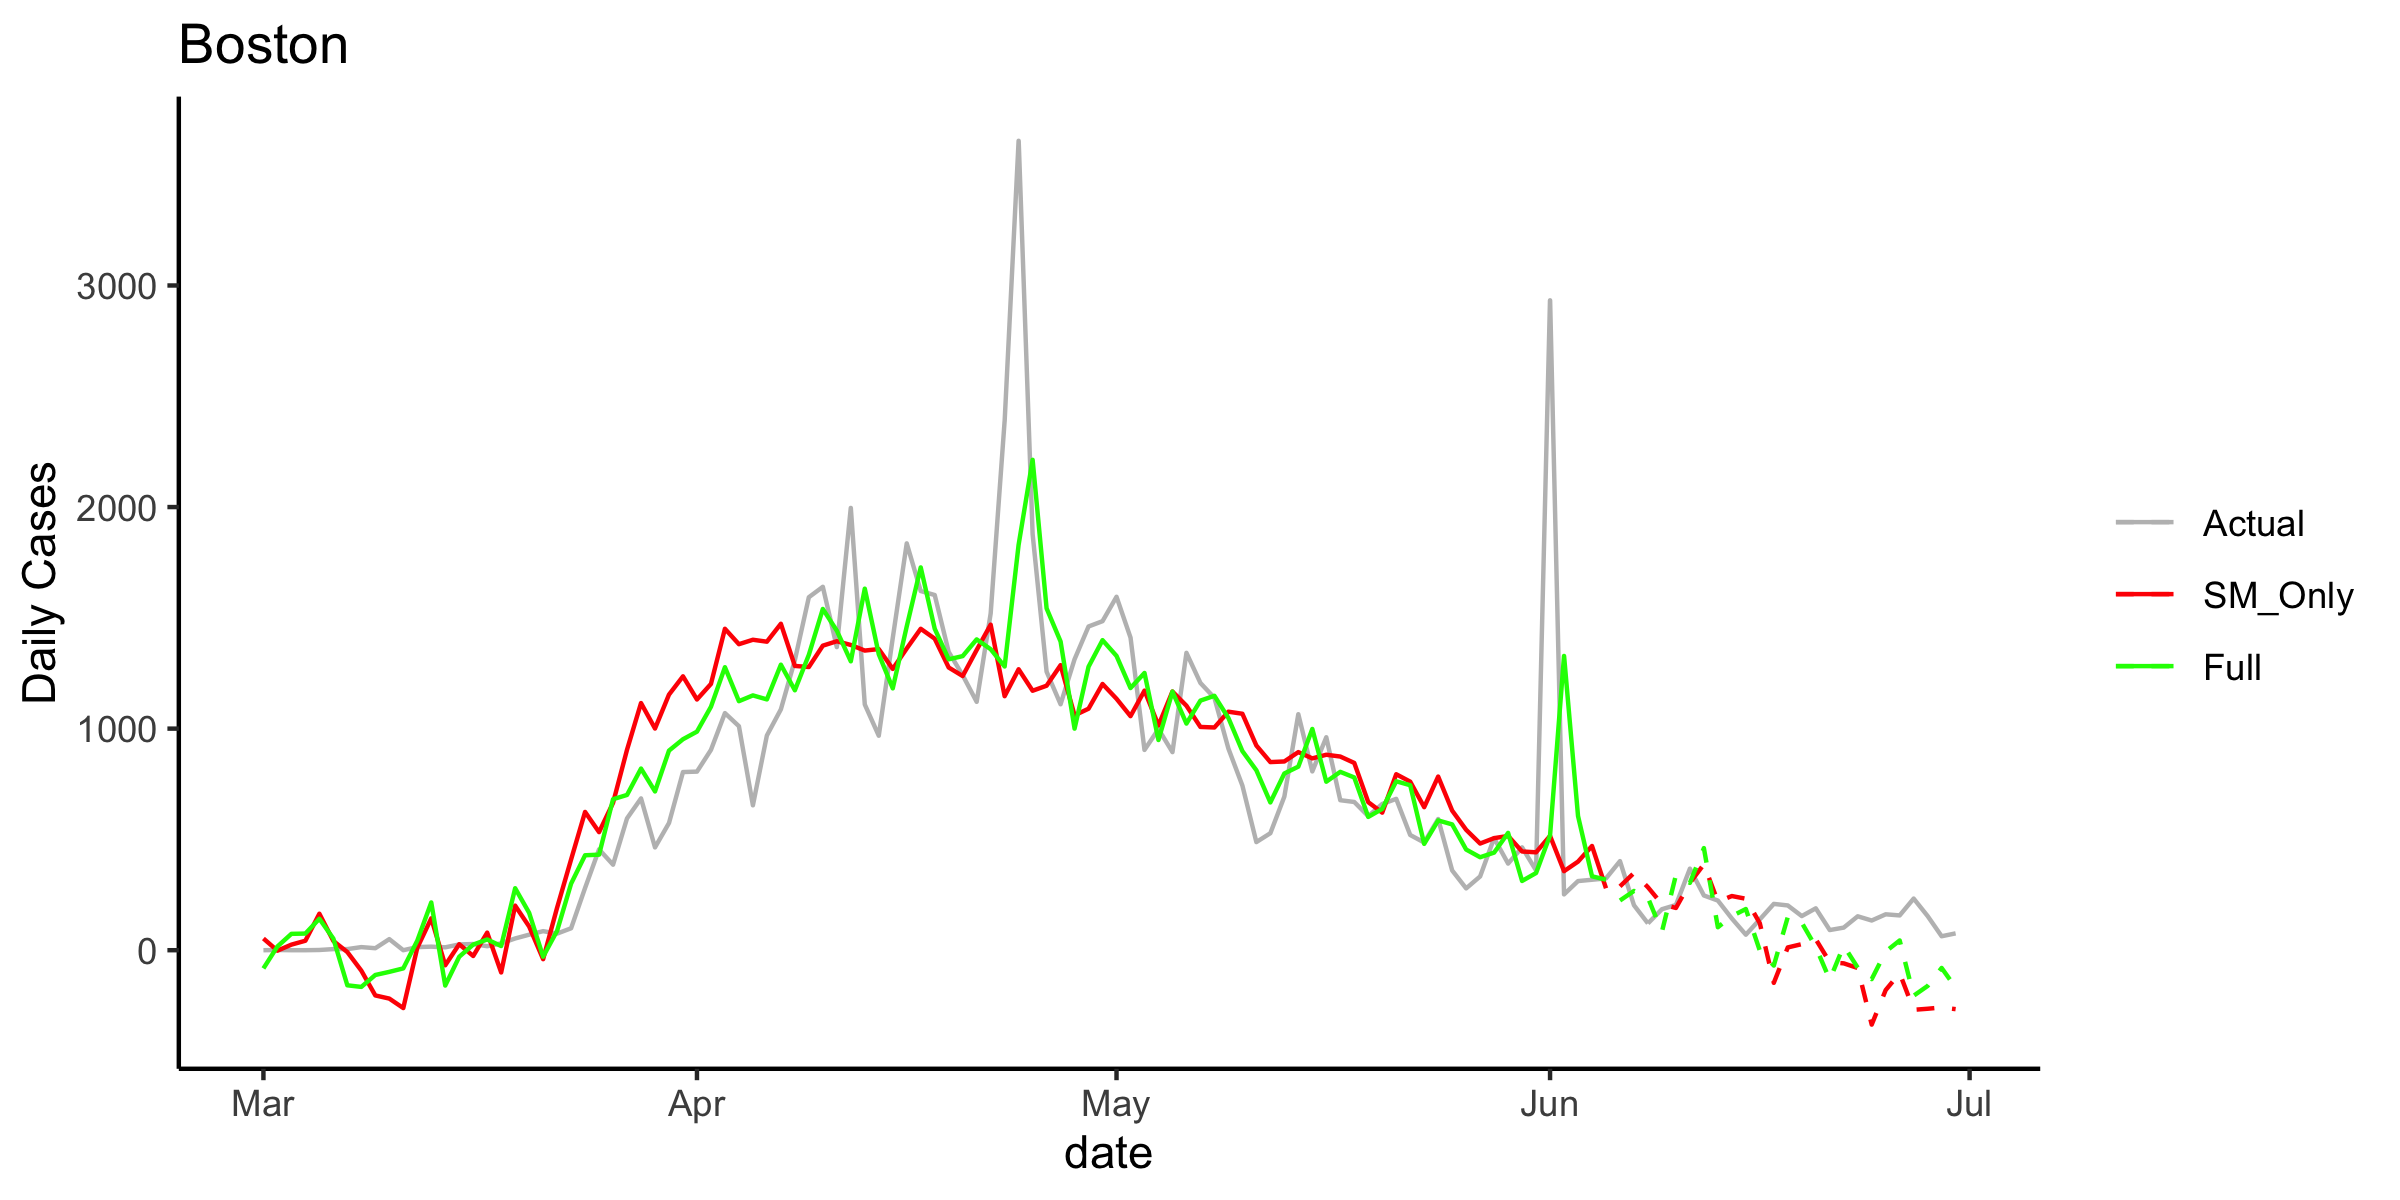 Boston
Daily Cases
3000
2000
1000
0
Mar
Apr
May
Jun
Jul
date
Actual
SM_Only
Full